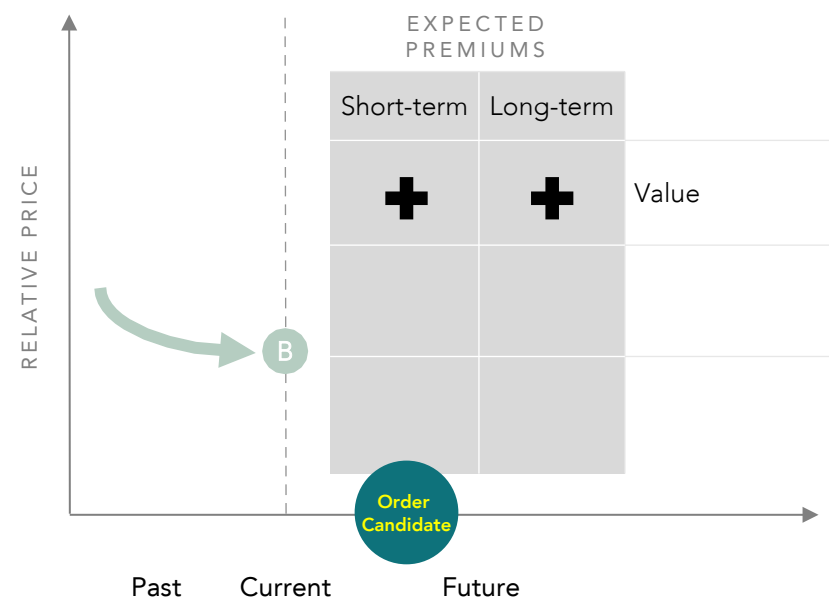 EXPECTED
PREMIUMS
Short-term Long-term
RELATIVE PRICE
Value
B
Order
Candidate
Past Current Future